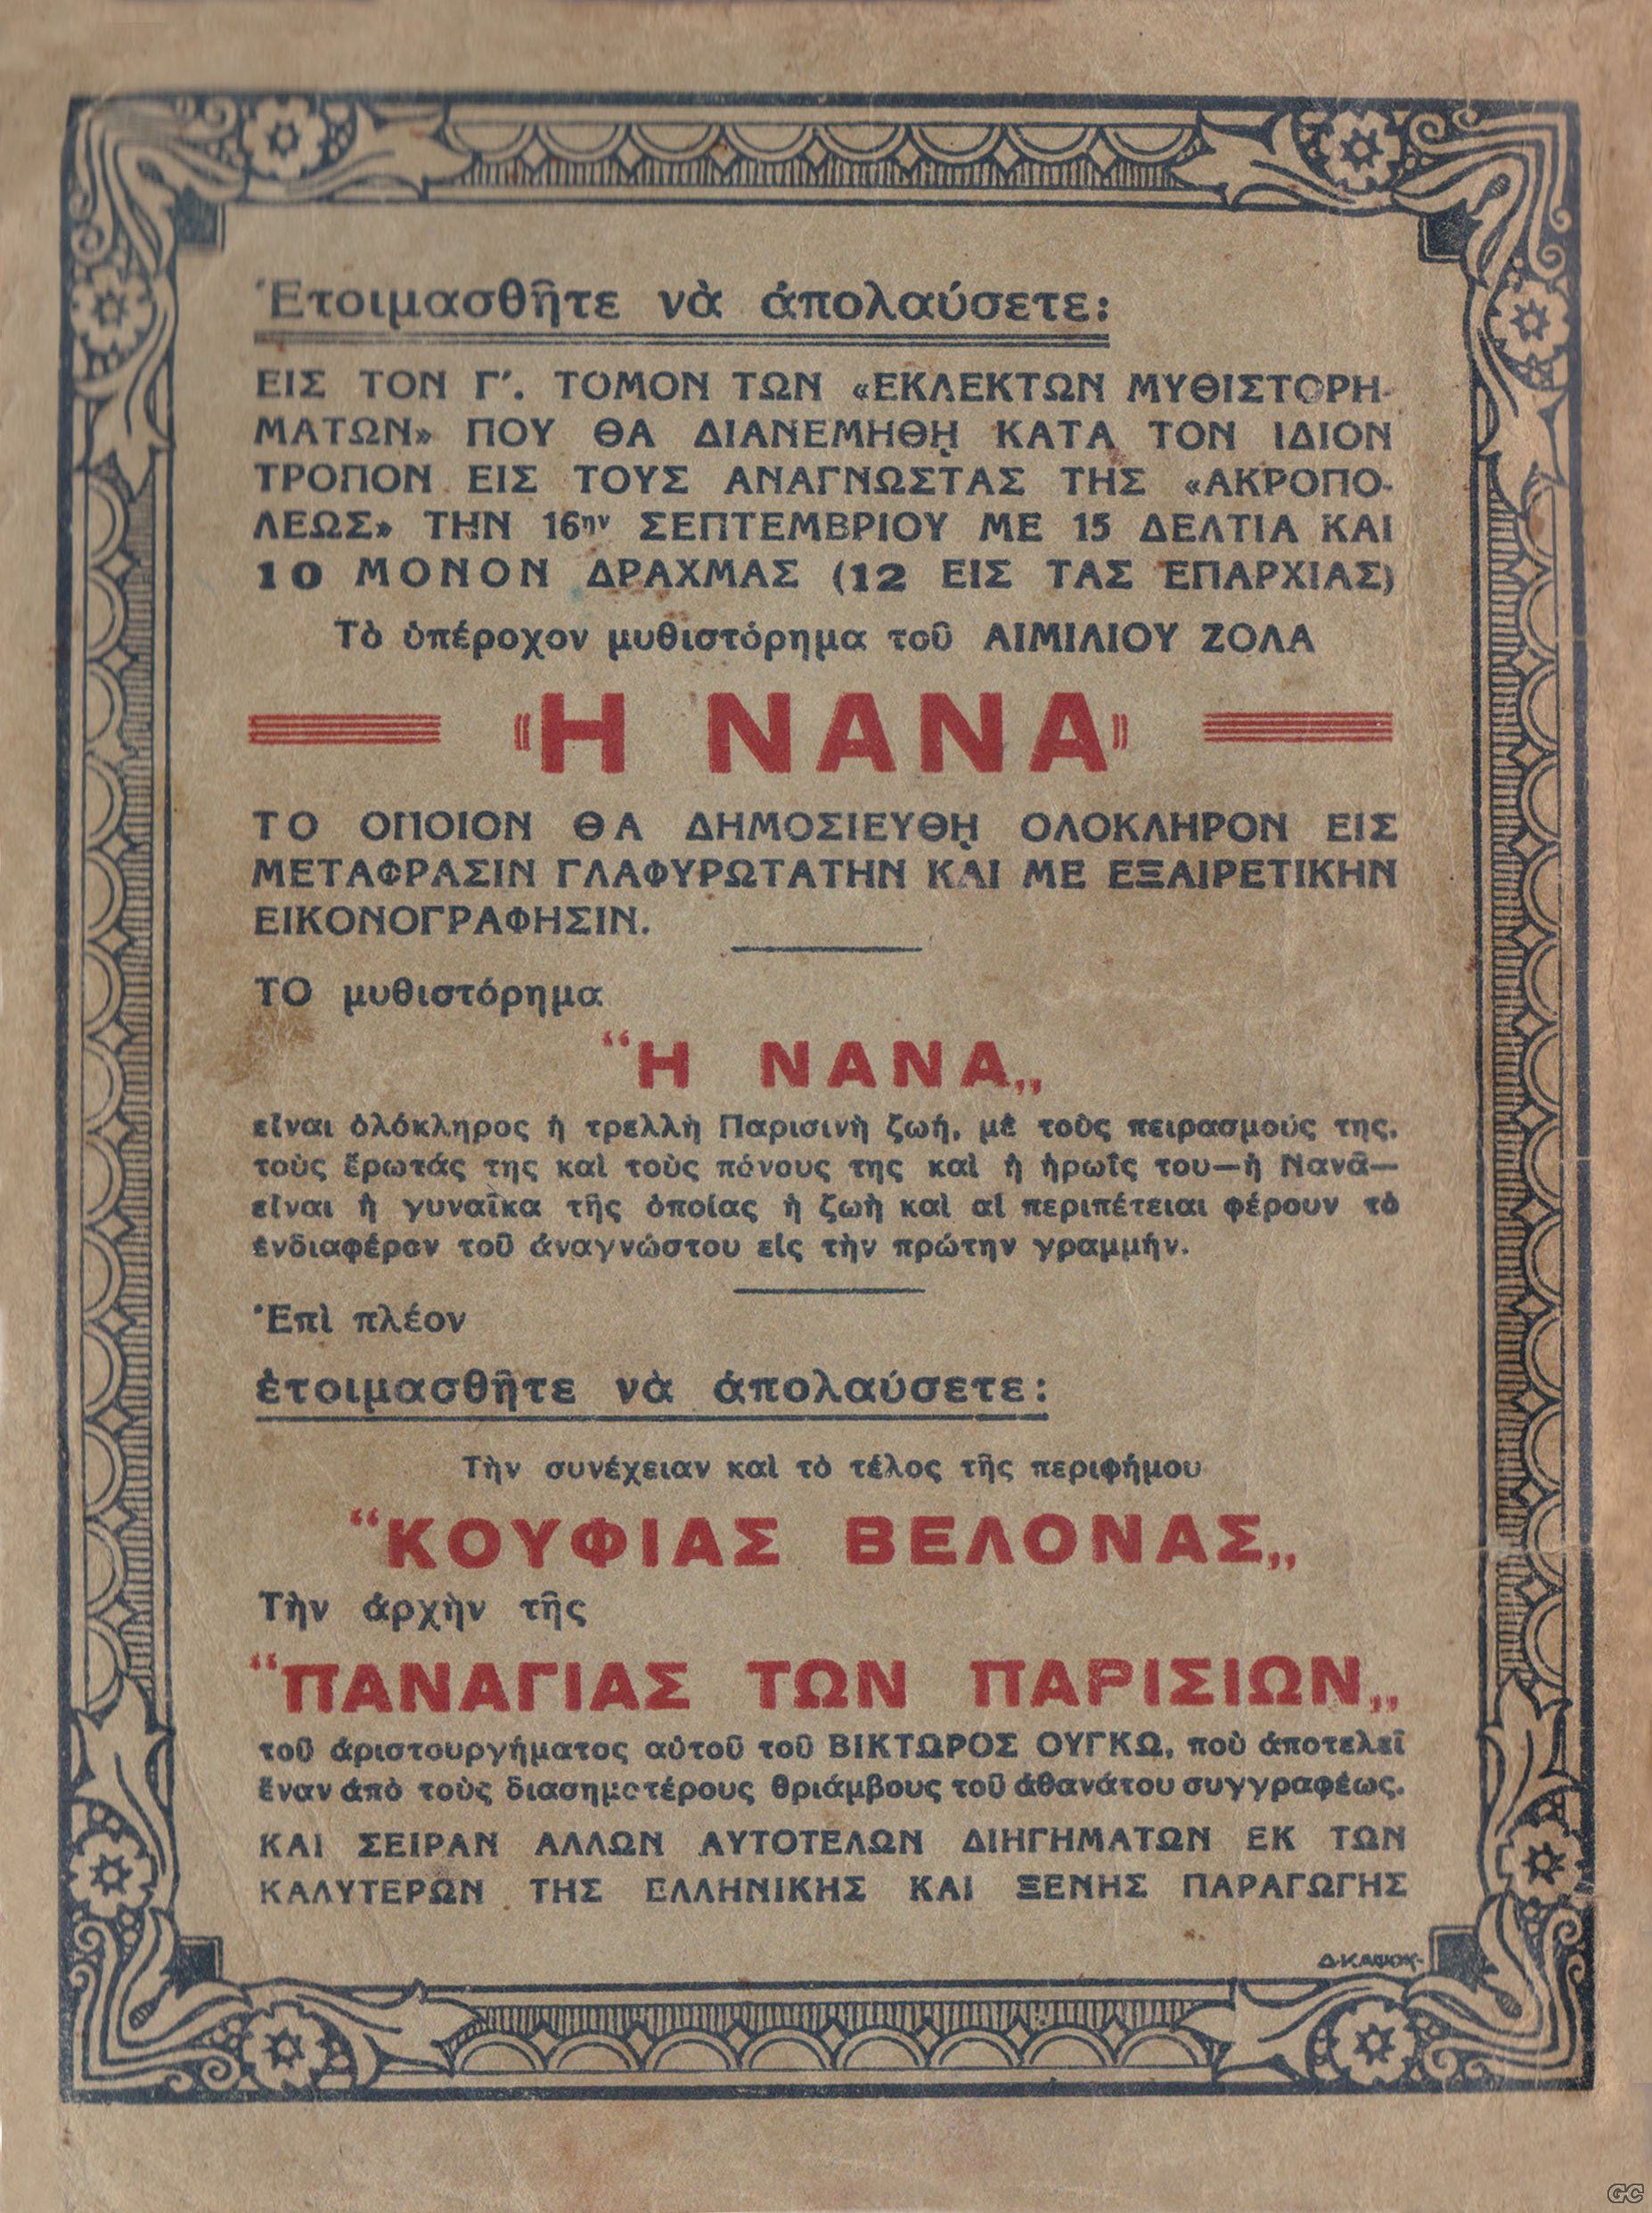 Ἑτοιμασθῆτε νὰ ἀπολαύσετε:
ΕΙΣ ΤΟΝ Γ΄. ΤΟΜΟΝ ΤΩΝ «ΕΚΛΕΚΤΩΝ ΜΥΘΙΣΤΟΡΗ-
ΜΑΤΩΝ» ΠΟΥ ΘΑ ΔΙΑΝΕΜΗΘῌ ΚΑΤΑ ΤΟΝ ΙΔΙΟΝ
ΤΡΟΠΟΝ ΕΙΣ ΤΟΥΣ ΑΝΑΓΝΩΣΤΑΣ ΤΗΣ «ΑΚΡΟΠΟ-
ΛΕΩΣ» ΤΗΝ 16ην ΣΕΠΤΕΜΒΡΙΟΥ ΜΕ 15 ΔΕΛΤΙΑ ΚΑΙ
10 ΜΟΝΟΝ ΔΡΑΧΜΑΣ (12 ΕΙΣ ΤΑΣ ΕΠΑΡΧΙΑΣ)
Τὸ ὑπέροχον μυθιστόρημα τοῦ ΑΙΜΙΛΙΟΥ ΖΟΛΑ
«Η ΝΑΝΑ»
ΤΟ ΟΠΟΙΟΝ ΘΑ ΔΗΜΟΣΙΕΥΘῌ ΟΛΟΚΛΗΡΟΝ ΕΙΣ
ΜΕΤΑΦΡΑΣΙΝ ΓΛΑΦΥΡΩΤΑΤΗΝ ΚΑΙ ΜΕ ΕΞΑΙΡΕΤΙΚΗΝ
ΕΙΚΟΝΟΓΡΑΦΗΣΙΝ.
ΤΟ μυθιστόρημα
“Η ΝΑΝΑ„
εἶναι ὁλόκληρος ἡ τρελλὴ Παρισινὴ ζωή, μὲ τοὺς πειρασμούς της,
τοὺς ἔρωτάς της καὶ τοὺς πόνους της καὶ ἡ ἡρωΐς του—ἡ Νανᾶ—
εἶναι ἡ γυναῖκα τῆς ὁποίας ἡ ζωὴ καὶ αἱ περιπέτειαι φέρουν τὸ
ἐνδιαφέρον τοῦ ἀναγνώστου εἰς τὴν πρώτην γραμμήν.
Ἐπὶ πλέον
ἑτοιμασθῆτε νὰ ἀπολαύσετε:
Τὴν συνέχειαν καὶ τὸ τέλος τῆς περιφήμου
“ΚΟΥΦΙΑΣ ΒΕΛΟΝΑΣ„
Τὴν ἀρχὴν τῆς
“ΠΑΝΑΓΙΑΣ ΤΩΝ ΠΑΡΙΣΙΩΝ„
τοῦ ἀριστουργήματος αὐτοῦ τοῦ ΒΙΚΤΩΡΟΣ ΟΥΓΚΩ, ποὺ ἀποτελεῖ
ἕναν ἀπὸ τοὺς διασημοτέρους θριάμβους τοῦ ἀθανάτου συγγραφέως.
ΚΑΙ ΣΕΙΡΑΝ ΑΛΛΩΝ ΑΥΤΟΤΕΛΩΝ ΔΙΗΓΗΜΑΤΩΝ ΕΚ ΤΩΝ
ΚΑΛΥΤΕΡΩΝ ΤΗΣ ΕΛΛΗΝΙΚΗΣ ΚΑΙ ΞΕΝΗΣ ΠΑΡΑΓΩΓΗΣ
GC